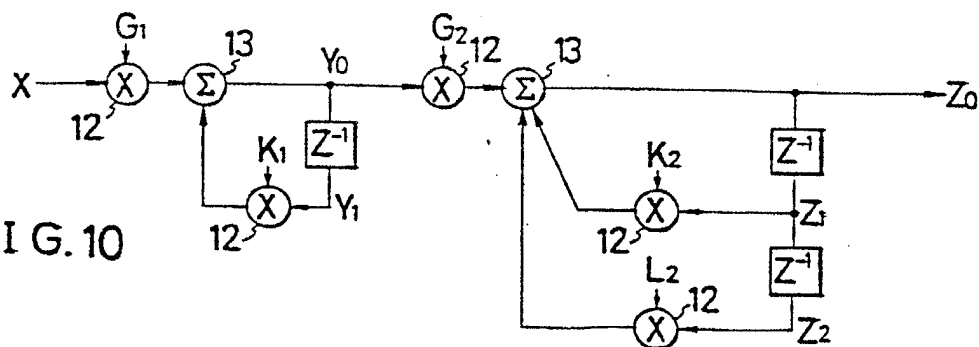 G₁ G₂
12
13 13
X X Σ Y₀ X Σ Z₀
12
K₁ Z⁻¹ K₂ Z⁻¹
X Y₁ X Z₁
12 12
I G. 10
L₂ Z⁻¹
12
X Z₂